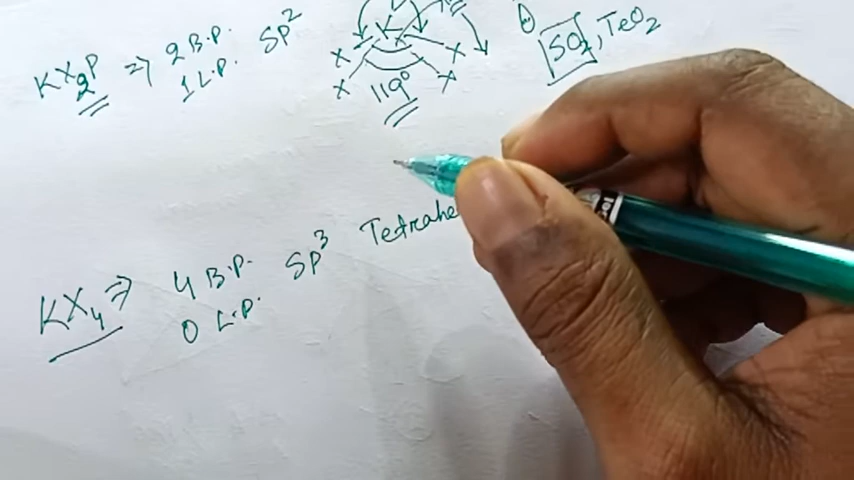 KX₂P ⇒ 2 B.P. SP²
1 L.P.
K
X X
X X
119°
SO₂, TeO₂
KX₄ ⇒ 4 B.P. SP³ Tetrahe
0 L.P.